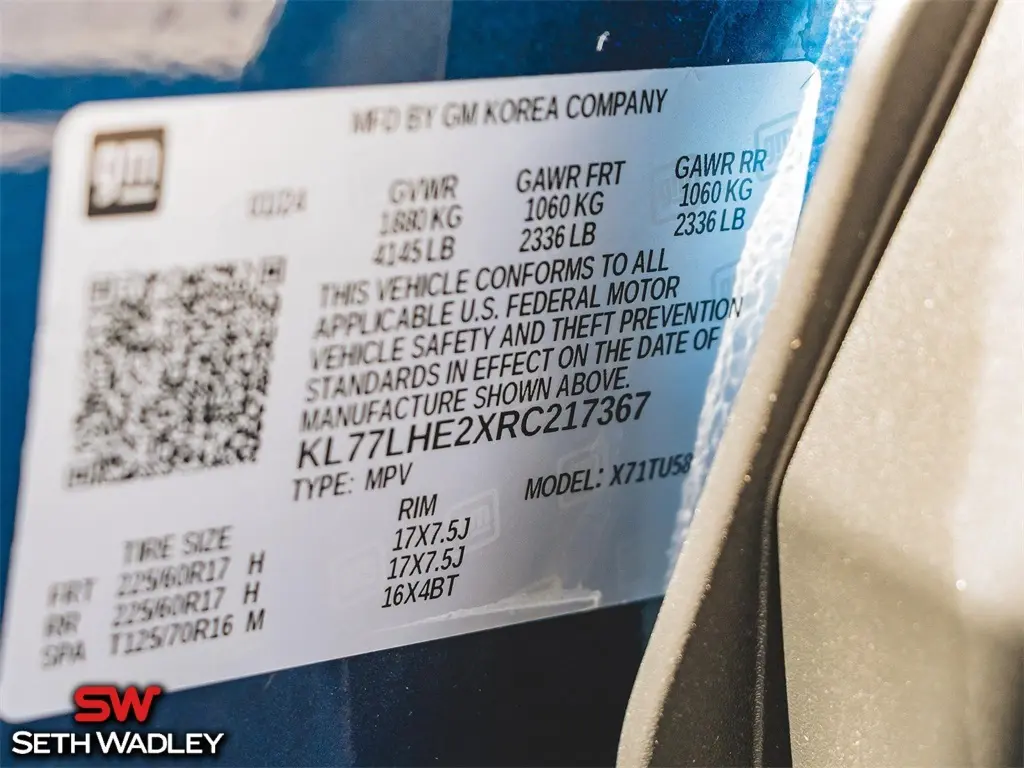 MFD BY GM KOREA COMPANY
gm
01/24
GVWR GAWR FRT GAWR RR
1880 KG 1060 KG 1060 KG
4145 LB 2336 LB 2336 LB
THIS VEHICLE CONFORMS TO ALL
APPLICABLE U.S. FEDERAL MOTOR
VEHICLE SAFETY AND THEFT PREVENTION
STANDARDS IN EFFECT ON THE DATE OF
MANUFACTURE SHOWN ABOVE.
KL77LHE2XRC217367
TYPE: MPV MODEL: X71TU58
TIRE SIZE RIM
FRT 225/60R17 H 17X7.5J
RR 225/60R17 H 17X7.5J
SPA T125/70R16 M 16X4BT
SW
SETH WADLEY